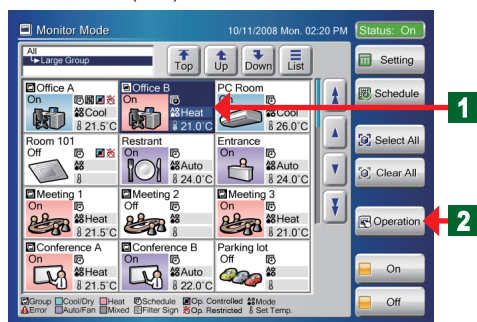 Monitor Mode 10/11/2008 Mon. 02:20 PM Status: On
All
Large Group
Top Up Down List
Setting
Office A Office B PC Room
On On On
Cool Heat Cool
21.5°C 21.0°C 26.0°C
1
Schedule
Room 101 Restrant Entrance
Off On On
Auto Auto
24.0°C 24.0°C
Select All
Clear All
Meeting 1 Meeting 2 Meeting 3
On Off On
Heat Heat
21.5°C 21.0°C
Operation
2
Conference A Conference B Parking lot
On On Off
Heat Auto
21.5°C 22.0°C
On
Off
Group Cool/Dry Heat Schedule Op. Controlled Mode
Error Auto/Fan Mixed Filter Sign Op. Restricted Set Temp.